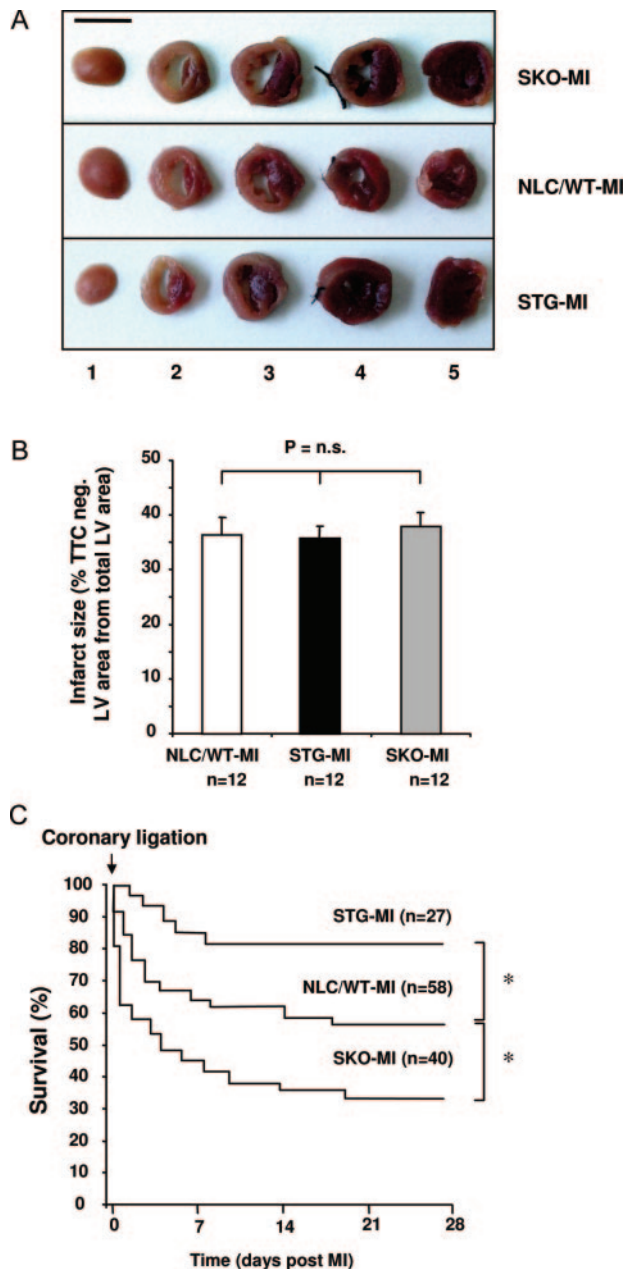 A
SKO-MI
NLC/WT-MI
STG-MI
1 2 3 4 5
B
P = n.s.
Infarct size (% TTC neg.
LV area from total LV area)
50
40
30
20
10
0
NLC/WT-MI STG-MI SKO-MI
n=12 n=12 n=12
C
Coronary ligation
Survival (%)
100
90
80
70
60
50
40
30
20
10
0
STG-MI (n=27)
*
NLC/WT-MI (n=58)
*
SKO-MI (n=40)
0 7 14 21 28
Time (days post MI)